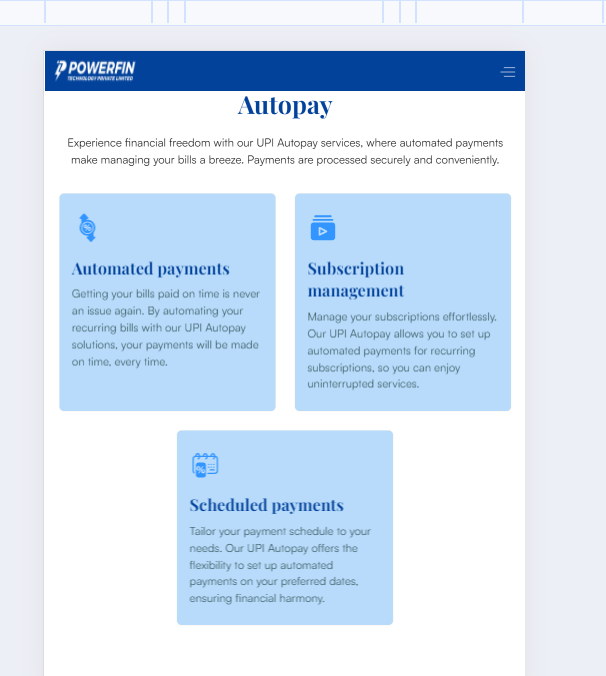 POWERFIN
TECHNOLOGY PRIVATE LIMITED
Autopay
Experience financial freedom with our UPI Autopay services, where automated payments
make managing your bills a breeze. Payments are processed securely and conveniently.
Automated payments
Getting your bills paid on time is never
an issue again. By automating your
recurring bills with our UPI Autopay
solutions, your payments will be made
on time, every time.
Subscription
management
Manage your subscriptions effortlessly.
Our UPI Autopay allows you to set up
automated payments for recurring
subscriptions, so you can enjoy
uninterrupted services.
Scheduled payments
Tailor your payment schedule to your
needs. Our UPI Autopay offers the
flexibility to set up automated
payments on your preferred dates,
ensuring financial harmony.